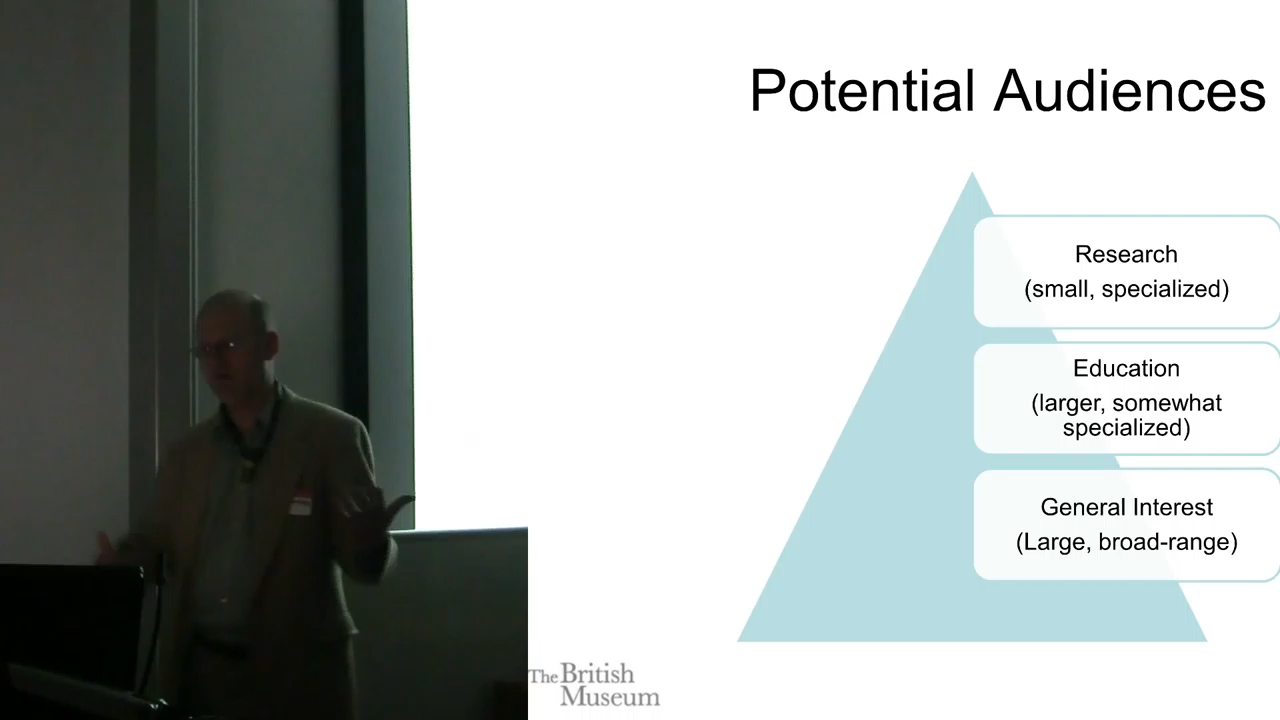 Potential Audiences
Research
(small, specialized)
Education
(larger, somewhat
specialized)
General Interest
(Large, broad-range)
The British
Museum